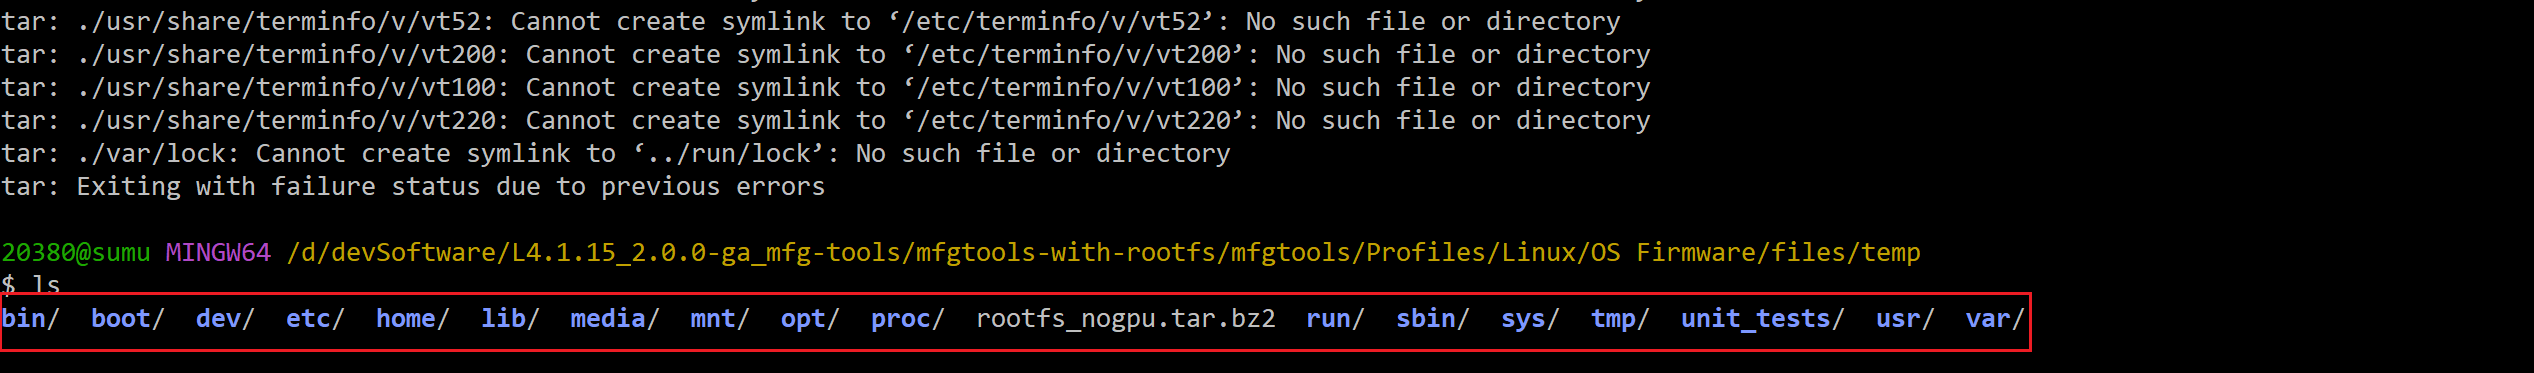 tar: ./usr/share/terminfo/v/vt52: Cannot create symlink to ‘/etc/terminfo/v/vt52’: No such file or directory
tar: ./usr/share/terminfo/v/vt200: Cannot create symlink to ‘/etc/terminfo/v/vt200’: No such file or directory
tar: ./usr/share/terminfo/v/vt100: Cannot create symlink to ‘/etc/terminfo/v/vt100’: No such file or directory
tar: ./usr/share/terminfo/v/vt220: Cannot create symlink to ‘/etc/terminfo/v/vt220’: No such file or directory
tar: ./var/lock: Cannot create symlink to ‘../run/lock’: No such file or directory
tar: Exiting with failure status due to previous errors
20380@sumu MINGW64 /d/devSoftware/L4.1.15_2.0.0-ga_mfg-tools/mfgtools-with-rootfs/mfgtools/Profiles/Linux/OS Firmware/files/temp
$ ls
bin/  boot/  dev/  etc/  home/  lib/  media/  mnt/  opt/  proc/  rootfs_nogpu.tar.bz2  run/  sbin/  sys/  tmp/  unit_tests/  usr/  var/